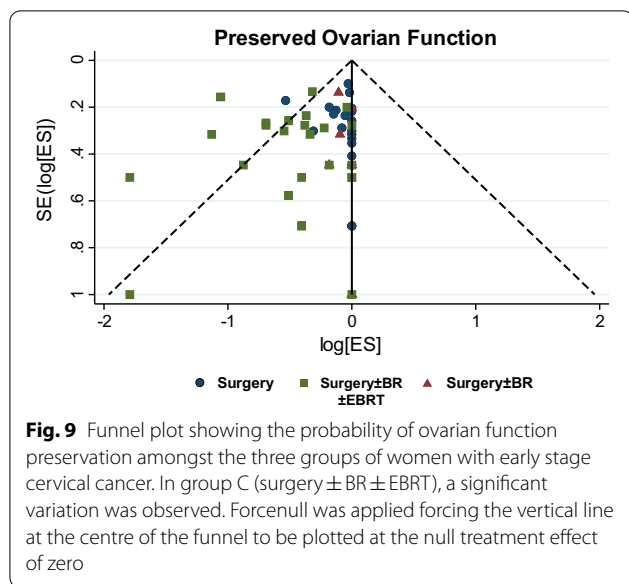 Preserved Ovarian Function
SE(log[ES])
0
.2
.4
.6
.8
1
-2
-1
0
1
2
log[ES]
Surgery
Surgery±BR
±EBRT
Surgery±BR
Fig. 9 Funnel plot showing the probability of ovarian function
preservation amongst the three groups of women with early stage
cervical cancer. In group C (surgery ± BR ± EBRT), a significant
variation was observed. Forcenull was applied forcing the vertical line
at the centre of the funnel to be plotted at the null treatment effect
of zero